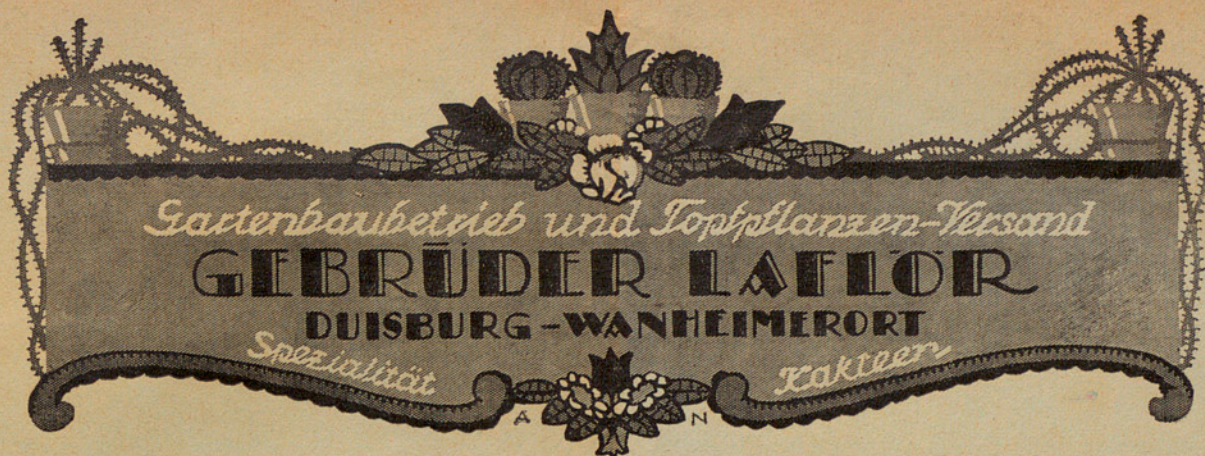 Gartenbaubetrieb und Topfpflanzen-Versand
GEBRÜDER LAFLÖR
DUISBURG-WANHEIMERORT
Spezialität Kakteen
Ä N